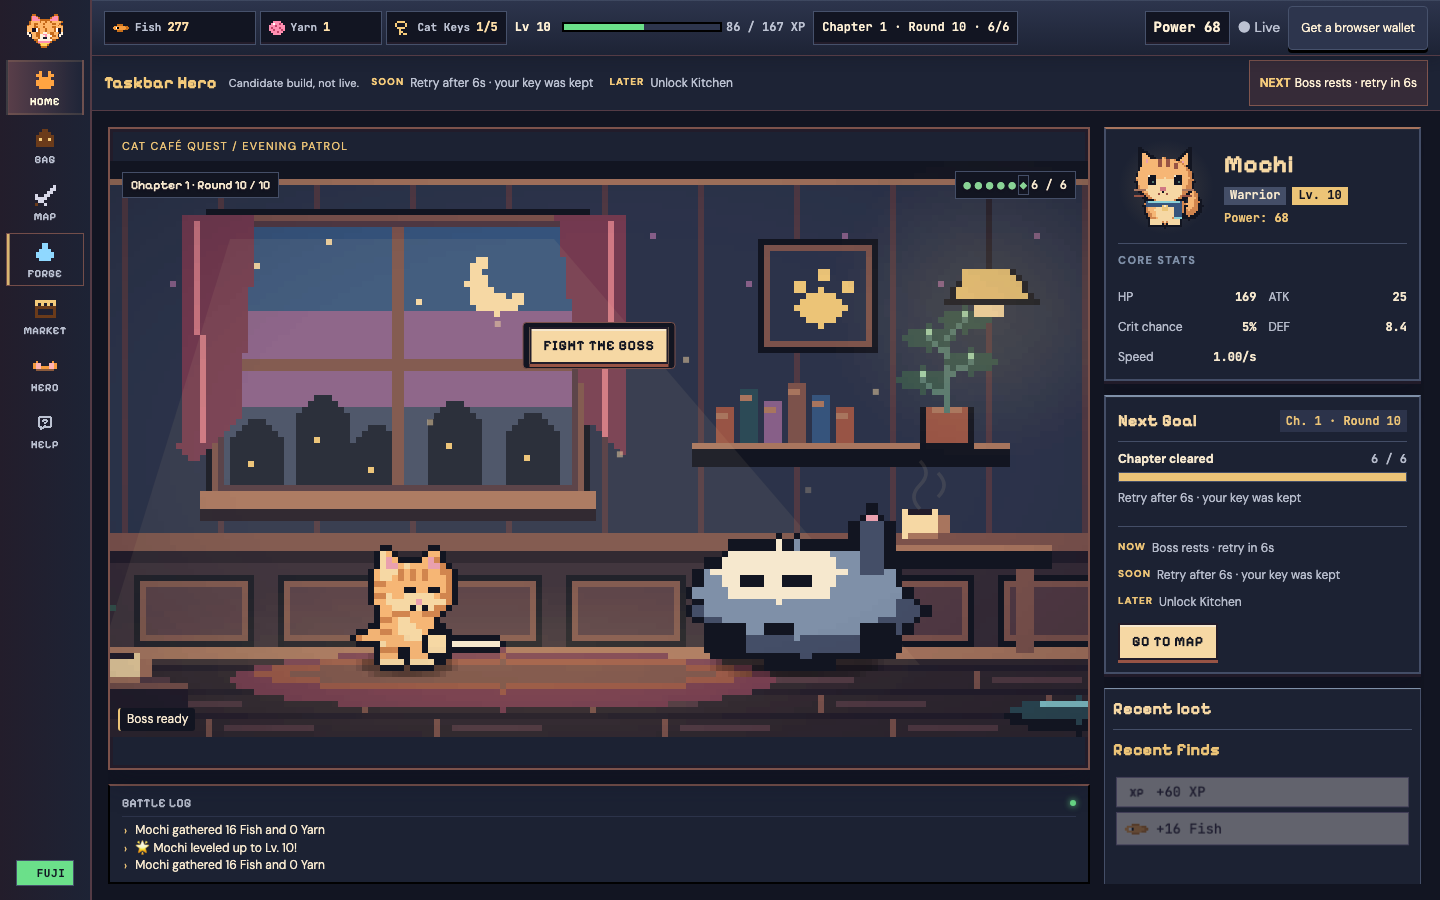 Fish 277
Yarn 1
Cat Keys 1/5
Lv 10
86 / 167 XP
Chapter 1 · Round 10 · 6/6
Power 68
Live
Get a browser wallet
Taskbar Hero
Candidate build, not live.
SOON Retry after 6s · your key was kept
LATER Unlock Kitchen
NEXT Boss rests · retry in 6s
HOME
BAG
MAP
FORGE
MARKET
HERO
HELP
FUJI
CAT CAFÉ QUEST / EVENING PATROL
Chapter 1 · Round 10 / 10
6 / 6
FIGHT THE BOSS
Boss ready
BATTLE LOG
› Mochi gathered 16 Fish and 0 Yarn
› 🌟 Mochi leveled up to Lv. 10!
› Mochi gathered 16 Fish and 0 Yarn
Mochi
Warrior Lv. 10
Power: 68
CORE STATS
HP 169 ATK 25
Crit chance 5% DEF 8.4
Speed 1.00/s
Next Goal
Ch. 1 · Round 10
Chapter cleared 6 / 6
Retry after 6s · your key was kept
NOW Boss rests · retry in 6s
SOON Retry after 6s · your key was kept
LATER Unlock Kitchen
GO TO MAP
Recent loot
Recent finds
XP +60 XP
+16 Fish